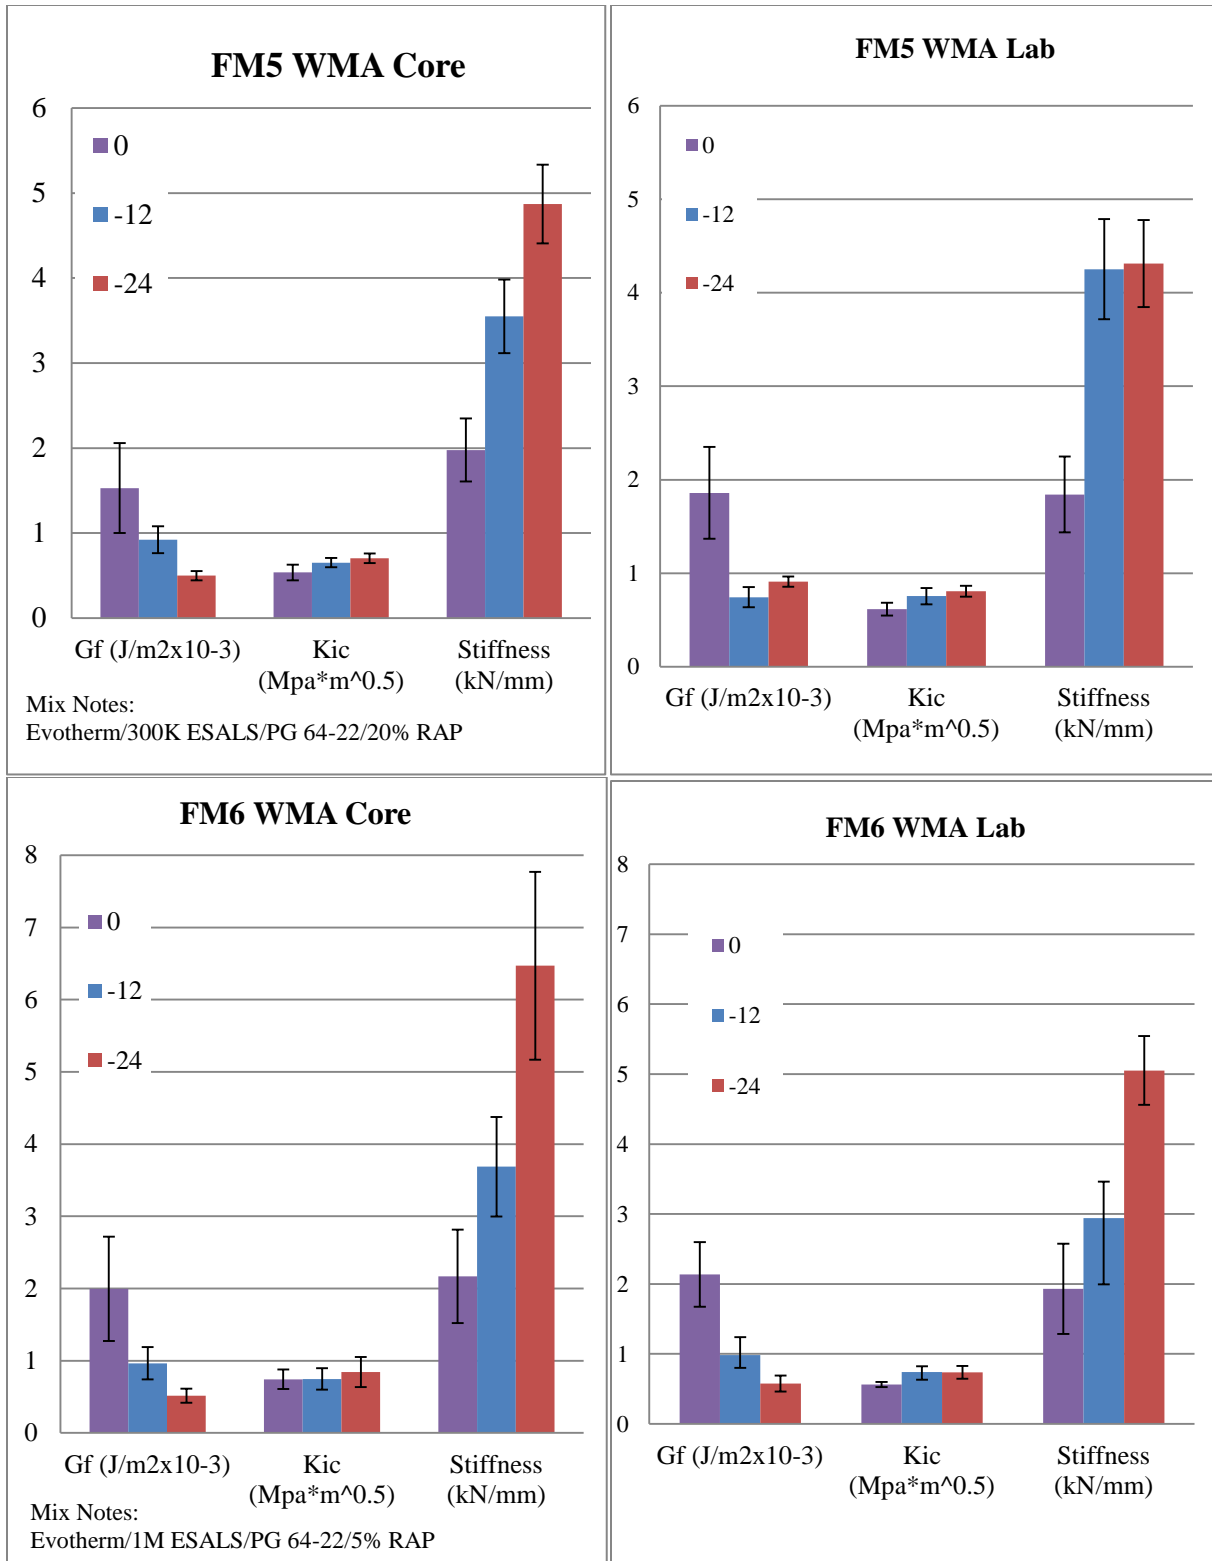 FM5 WMA Core
6
5
4
3
2
1
0
0
-12
-24
Gf (J/m2x10-3)
Kic
(Mpa*m^0.5)
Stiffness
(kN/mm)
Mix Notes:
Evotherm/300K ESALS/PG 64-22/20% RAP
FM5 WMA Lab
6
5
4
3
2
1
0
0
-12
-24
Gf (J/m2x10-3)
Kic
(Mpa*m^0.5)
Stiffness
(kN/mm)
FM6 WMA Core
8
7
6
5
4
3
2
1
0
0
-12
-24
Gf (J/m2x10-3)
Kic
(Mpa*m^0.5)
Stiffness
(kN/mm)
Mix Notes:
Evotherm/1M ESALS/PG 64-22/5% RAP
FM6 WMA Lab
8
7
6
5
4
3
2
1
0
0
-12
-24
Gf (J/m2x10-3)
Kic
(Mpa*m^0.5)
Stiffness
(kN/mm)